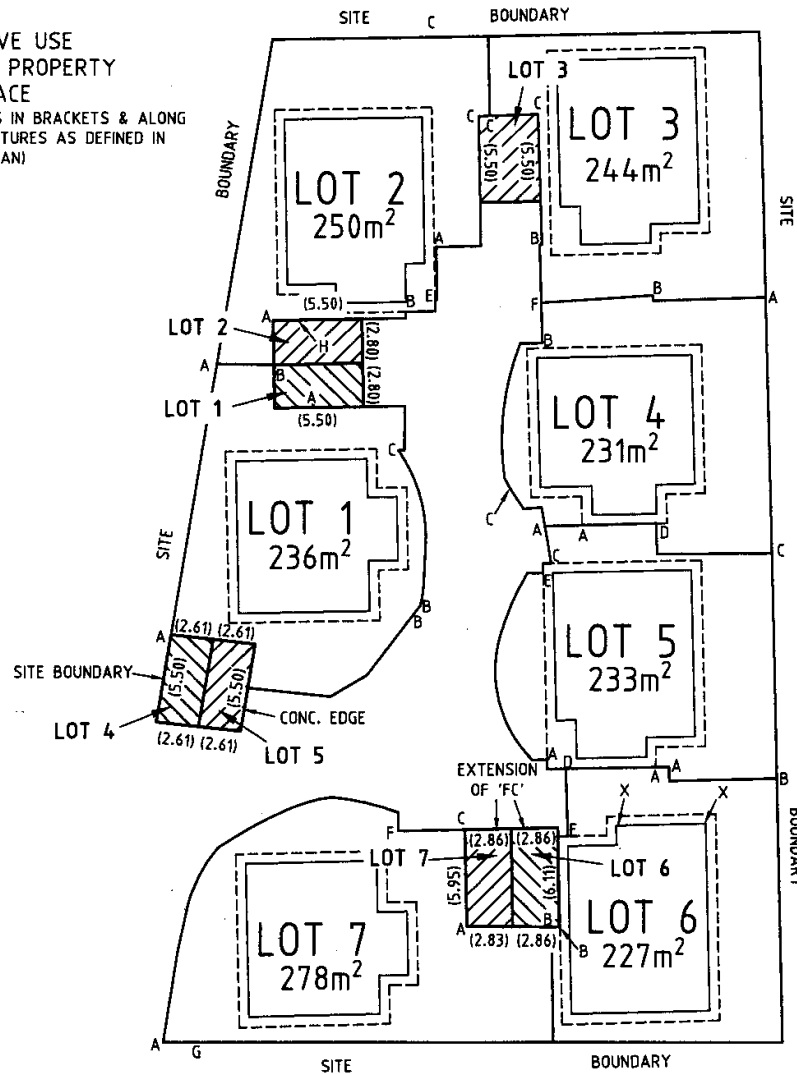 SITE C BOUNDARY
VE USE
PROPERTY
ACE
S IN BRACKETS & ALONG
TURES AS DEFINED IN
AN)
LOT 3
C C C
BOUNDARY
(5.50) (5.50)
LOT 3
244m²
LOT 2
250m²
SITE
A B
(5.50) B E
F B A
A
LOT 2
H
(2.80)
B
A B
(2.80)
LOT 1
A
(5.50)
C
LOT 4
231m²
C
A A D
C
C
LOT 1
236m²
SITE
E
B
B
LOT 5
233m²
A (2.61) (2.61)
SITE BOUNDARY
(5.50) (5.50)
CONC. EDGE
LOT 4
LOT 5
(2.61) (2.61)
A D
A A
B
EXTENSION
OF 'FC'
X X
BOUNDARY
C
F
E
(2.86) (2.86)
LOT 7
LOT 6
(5.95) (6.11)
A B
(2.83) (2.86)
B
LOT 6
227m²
LOT 7
278m²
A G
SITE BOUNDARY